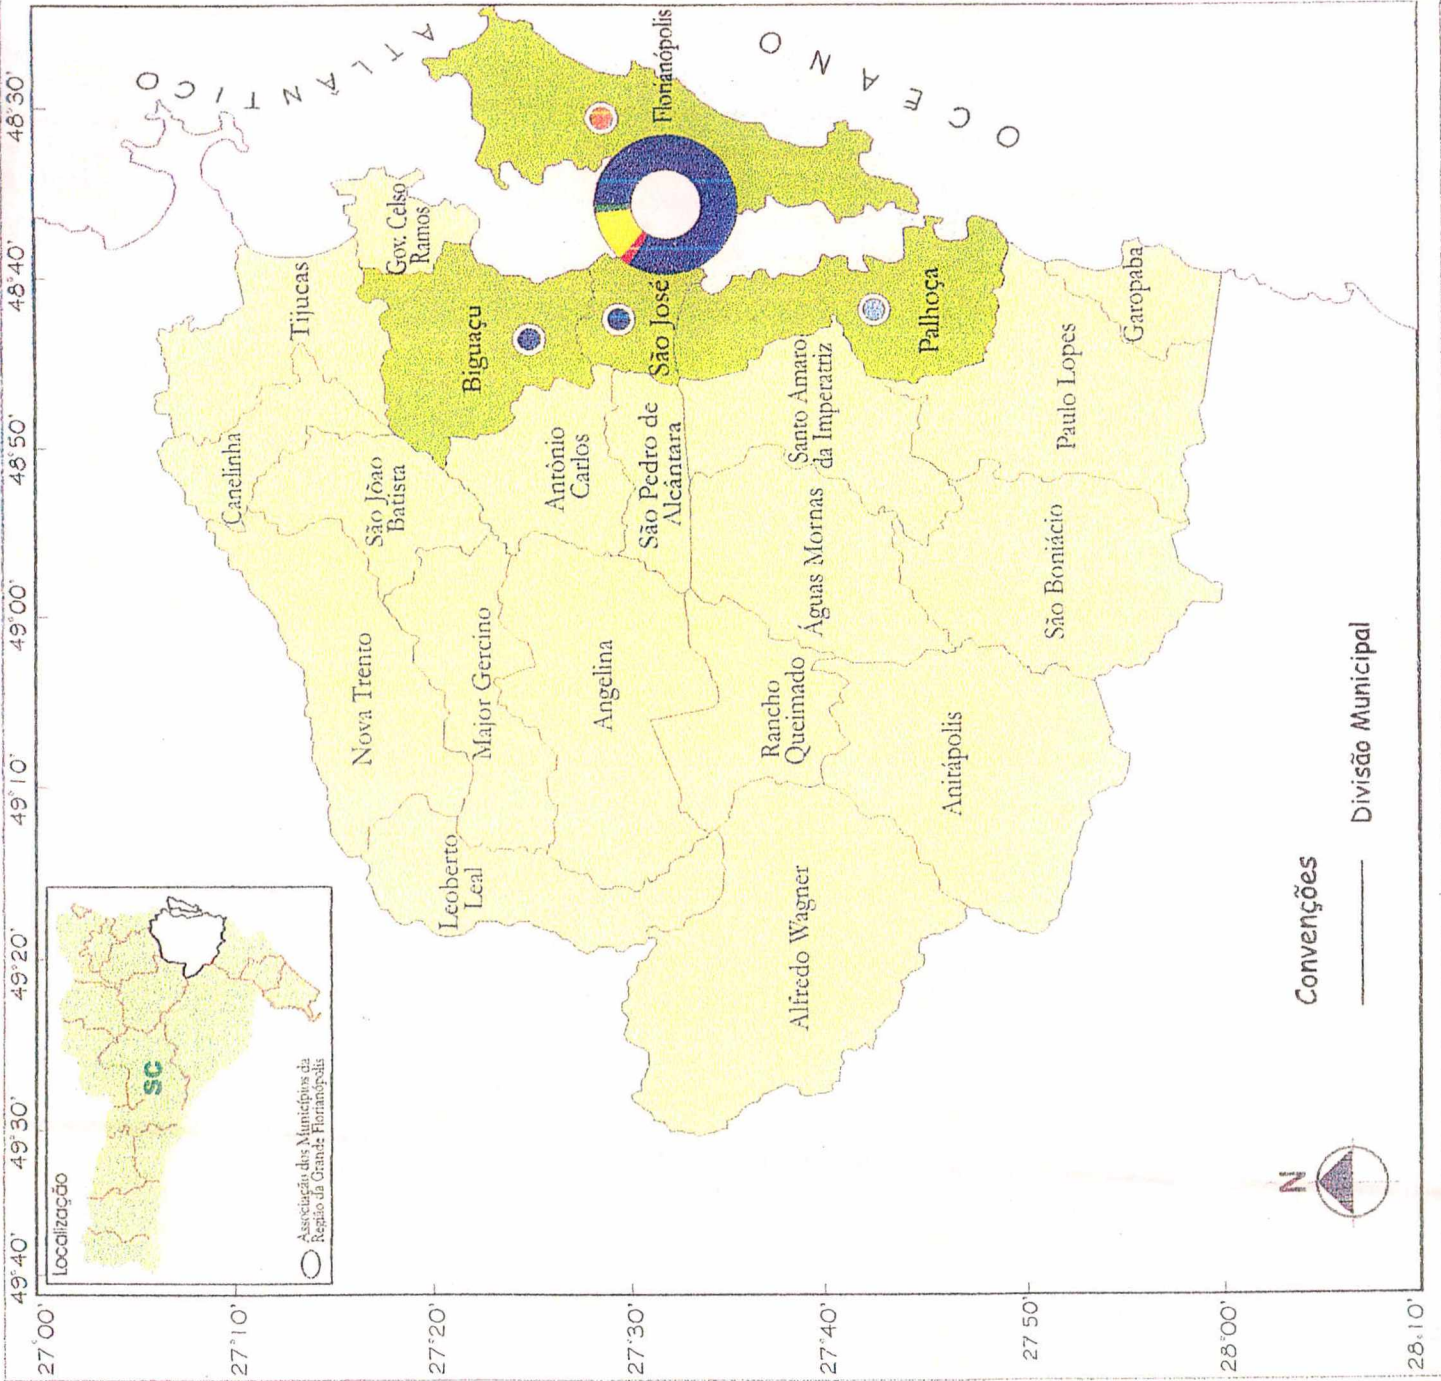 49°40'
49°30'
49°20'
49°10'
49°00'
48°50'
48°40'
48°30'
27°00'
27°10'
27°20'
27°30'
27°40'
27°50'
28°00'
28°10'
Localização
SC
Associação dos Municípios da
Região da Grande Florianópolis
OCEANO ATLÂNTICO
Tijucas
Canelinha
Gov. Celso
Ramos
São Jõao
Batista
Nova Trento
Biguaçu
Major Gercino
Leoberto
Leal
Antônio
Carlos
Angelina
São José
São Pedro de
Alcântara
Florianópolis
Rancho
Queimado
Águas Mornas
Santo Amaro
da Imperatriz
Alfredo Wagner
Palhoça
Anitápolis
São Boniácio
Paulo Lopes
Garopaba
N
Convenções
Divisão Municipal